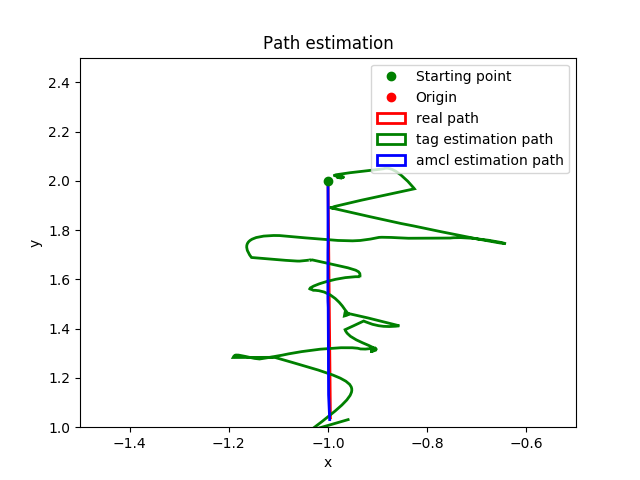 Path estimation
Starting point
Origin
real path
tag estimation path
amcl estimation path
2.4
2.2
2.0
1.8
1.6
1.4
1.2
1.0
y
−1.4
−1.2
−1.0
−0.8
−0.6
x